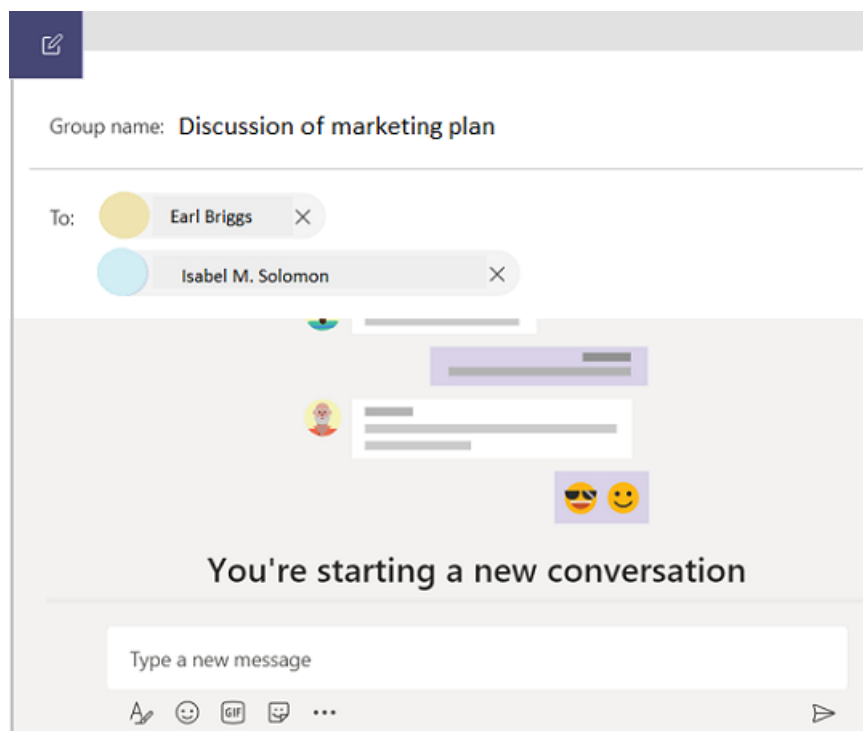 Group name: Discussion of marketing plan
To: Earl Briggs
Isabel M. Solomon
You're starting a new conversation
Type a new message
GIF